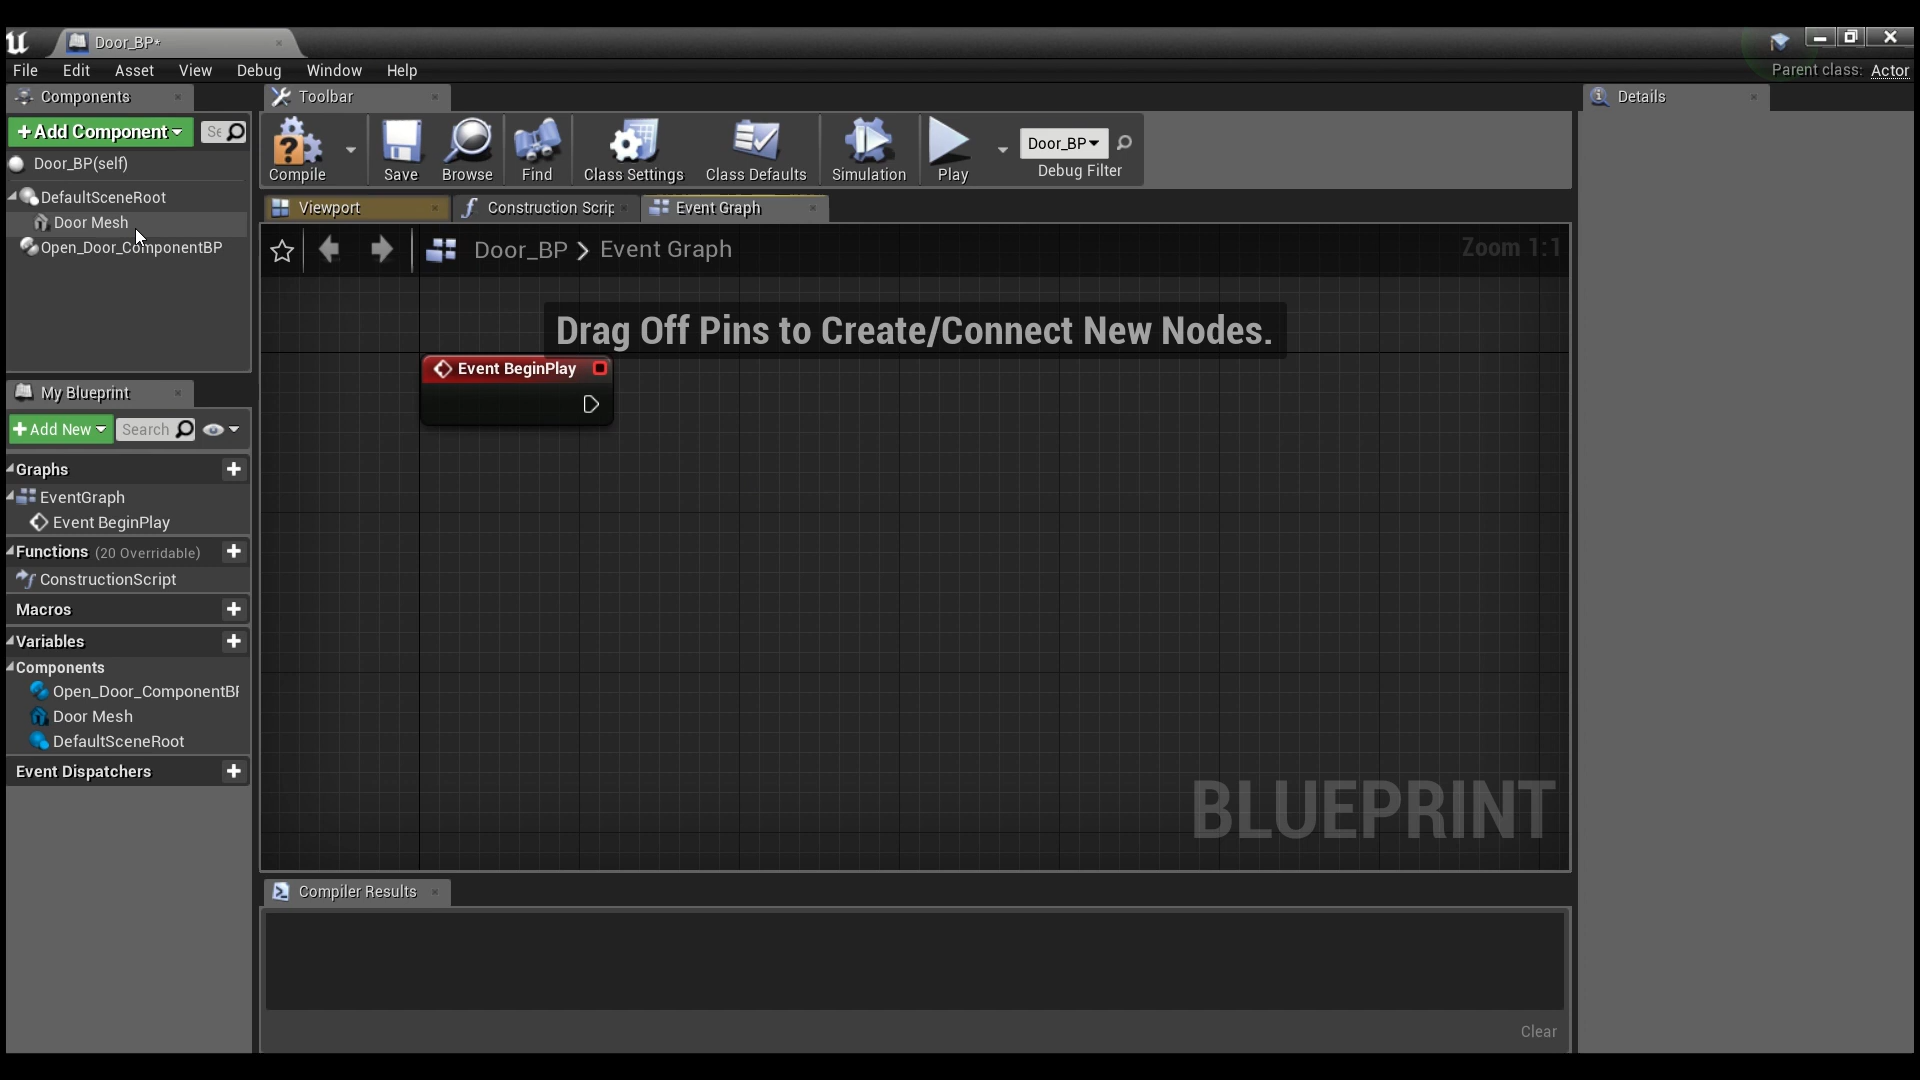 Door_BP*
File Edit Asset View Debug Window Help
Parent class: Actor
Components
Toolbar
Details
+Add Component
Se
Door_BP(self)
DefaultSceneRoot
Door Mesh
Open_Door_ComponentBP
Compile
Save
Browse
Find
Class Settings
Class Defaults
Simulation
Play
Door_BP
Debug Filter
Viewport
Construction Scrip
Event Graph
Door_BP > Event Graph
Zoom 1:1
Drag Off Pins to Create/Connect New Nodes.
Event BeginPlay
My Blueprint
+Add New
Search
Graphs
EventGraph
Event BeginPlay
Functions (20 Overridable)
ConstructionScript
Macros
Variables
Components
Open_Door_ComponentBP
Door Mesh
DefaultSceneRoot
Event Dispatchers
BLUEPRINT
Compiler Results
Clear